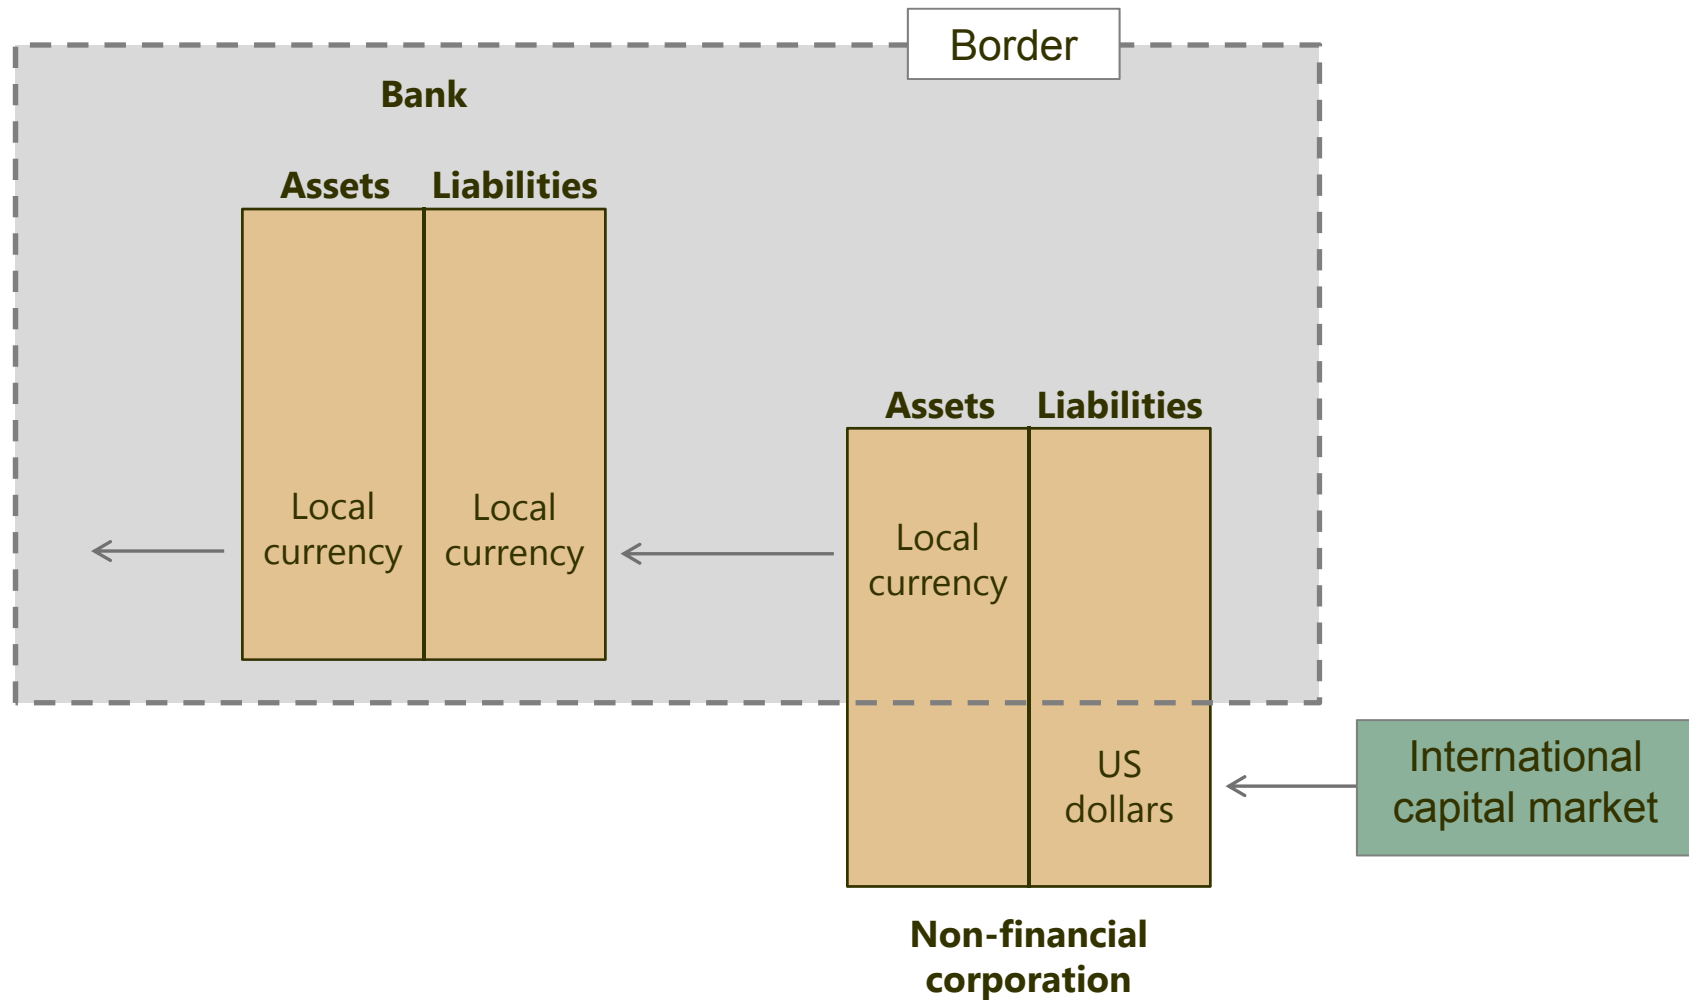 Border
Bank
Assets Liabilities
Local
currency
Local
currency
Assets Liabilities
Local
currency
US
dollars
International
capital market
Non-financial
corporation